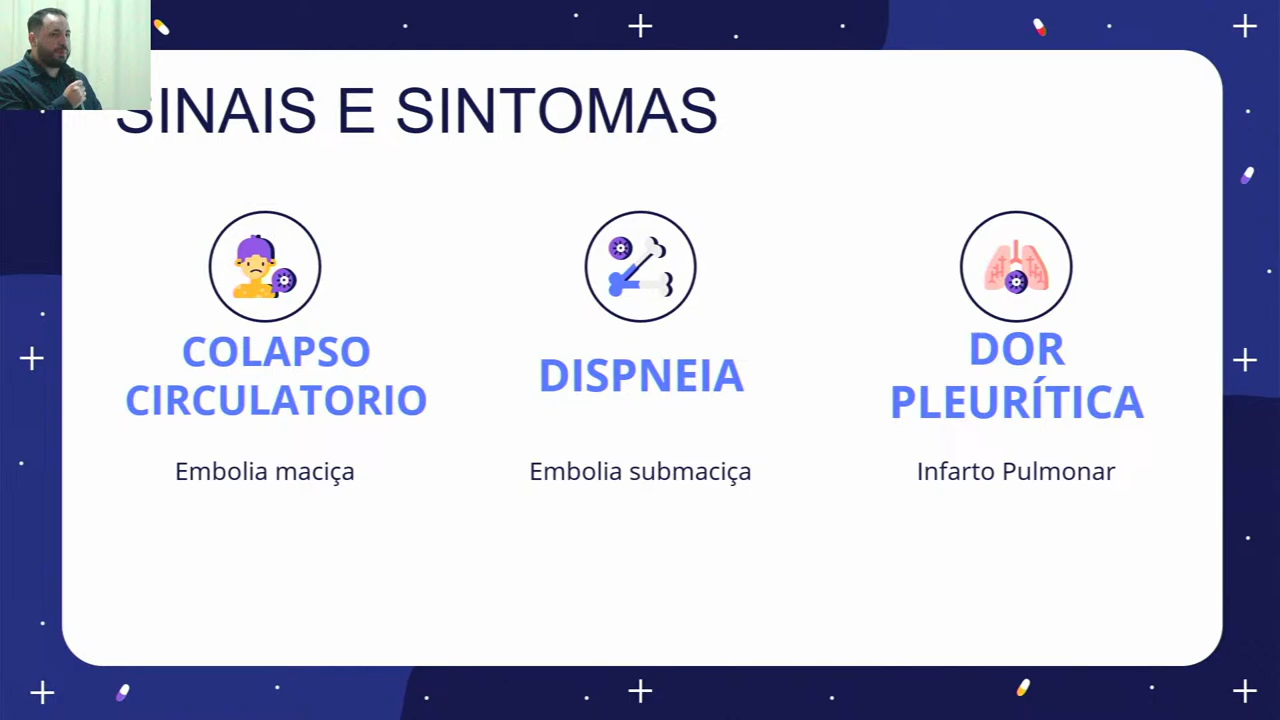 SINAIS E SINTOMAS
COLAPSO
CIRCULATORIO
Embolia maciça
DISPNEIA
Embolia submaciça
DOR
PLEURÍTICA
Infarto Pulmonar